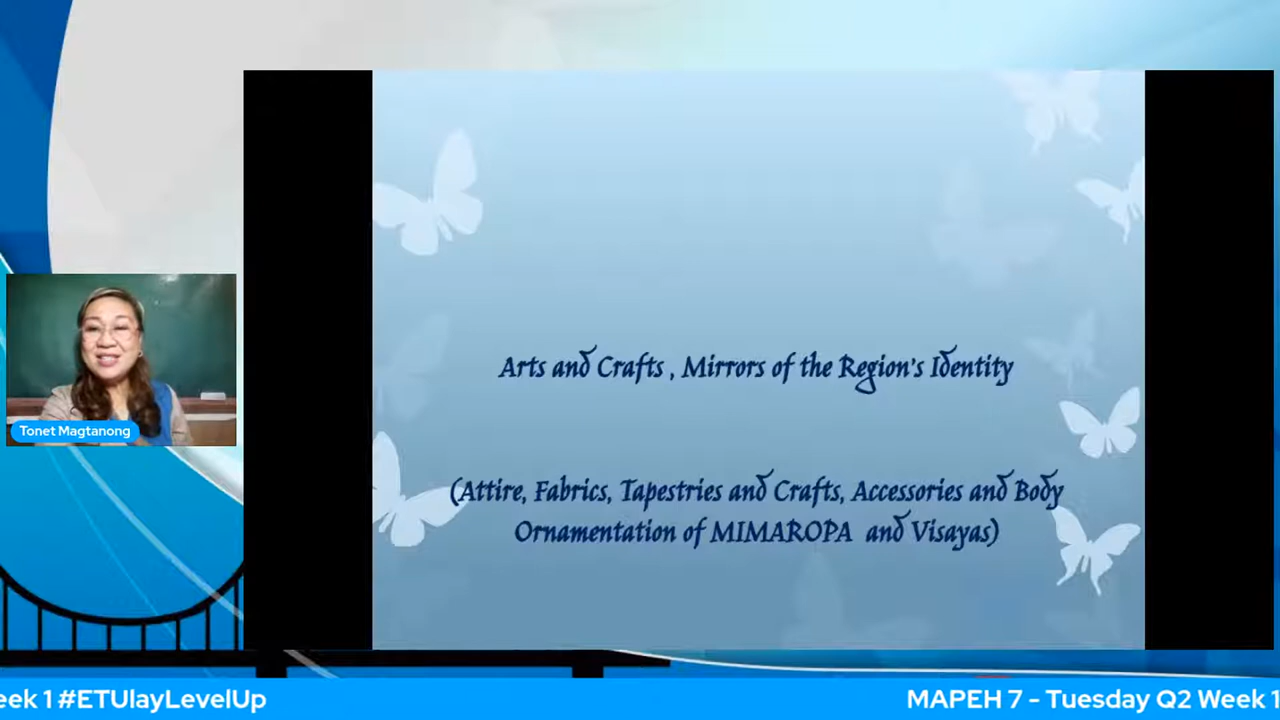 Arts and Crafts , Mirrors of the Region's Identity
(Attire, Fabrics, Tapestries and Crafts, Accessories and Body
Ornamentation of MIMAROPA and Visayas)
Tonet Magtanong
1 #ETUlayLevelUp
MAPEH 7 - Tuesday Q2 Week 1